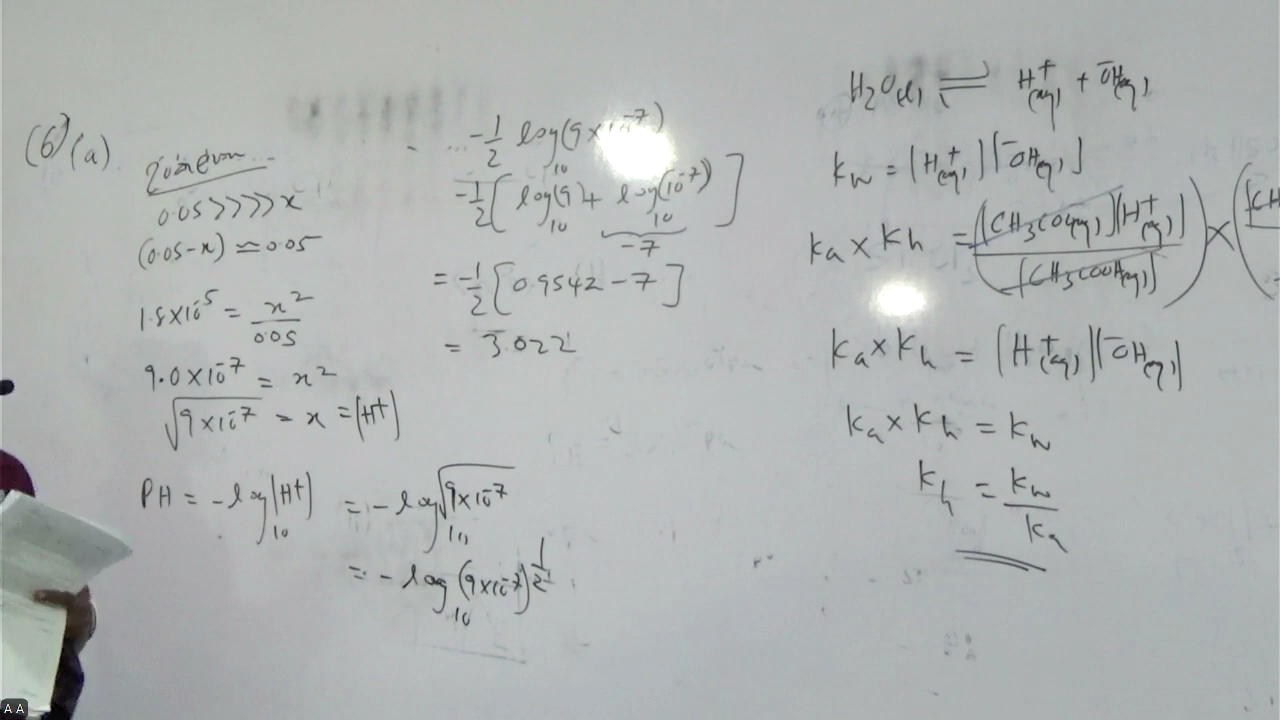 (6) (a)
0.05 >>>> x
(0.05-x) ≃ 0.05
1.8×10⁻⁵ = x²/0.05
9.0×10⁻⁷ = x²
√(9×10⁻⁷) = x = [H⁺]
PH = -log₁₀[H⁺] = -log₁₀√(9×10⁻⁷)
= -log₁₀(9×10⁻⁷)^(1/2)
-1/2 log₁₀(9×10⁻⁷)
-1/2 [log₁₀(9) + log₁₀(10⁻⁷)]
-7
= -1/2 [0.9542 - 7]
= 3.022
H₂O(l) ⇌ H⁺(aq) + ⁻OH(aq)
kw = [H⁺(aq)][⁻OH(aq)]
ka × kh = ([CH₃COO(aq)][H⁺(aq)]/[CH₃COOH(aq)]) × ([CH
ka × kh = [H⁺(aq)][⁻OH(aq)]
ka × kh = kw
kh = kw/ka
A A